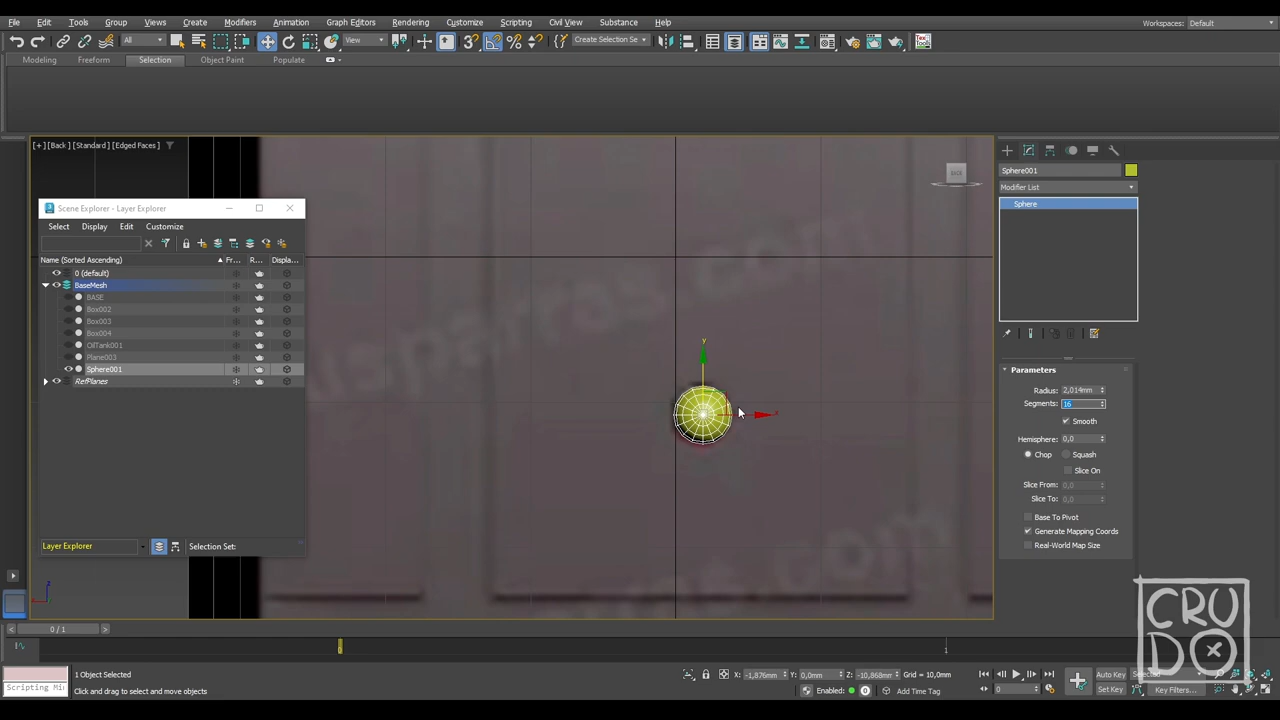 File Edit Tools Group Views Create Modifiers Animation Graph Editors Rendering Customize Scripting Civil View Substance Help
Workspaces: Default
All
View
Create Selection Se
Modeling Freeform Selection Object Paint Populate
[+] [Back ] [Standard ] [Edged Faces ]
Sphere001
Modifier List
Sphere
Scene Explorer - Layer Explorer
Select Display Edit Customize
Name (Sorted Ascending) Fr... R... Displa...
0 (default)
BaseMesh
BASE
Box002
Box003
Box004
OilTank001
Plane003
Sphere001
RefPlanes
Layer Explorer Selection Set:
y
x
z
Parameters
Radius: 2,014mm
Segments: 16
Smooth
Hemisphere: 0,0
Chop Squash
Slice On
Slice From: 0,0
Slice To: 0,0
Base To Pivot
Generate Mapping Coords
Real-World Map Size
CRU
DO
0 / 1
0
1
1 Object Selected
Click and drag to select and move objects
Scripting Mi
X: -1,876mm Y: 0,0mm Z: -10,868mm Grid = 10,0mm
Enabled: Add Time Tag
0
Auto Key Selected
Set Key Key Filters...